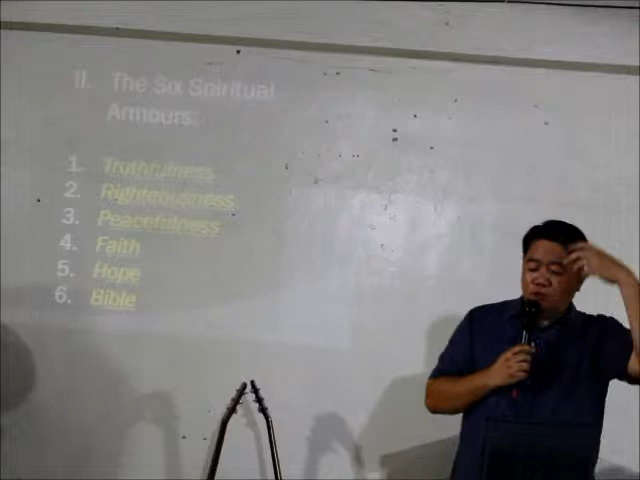 II. The Six Spiritual
Armours:
1. Truthfulness
2. Righteousness
3. Peacefulness
4. Faith
5. Hope
6. Bible